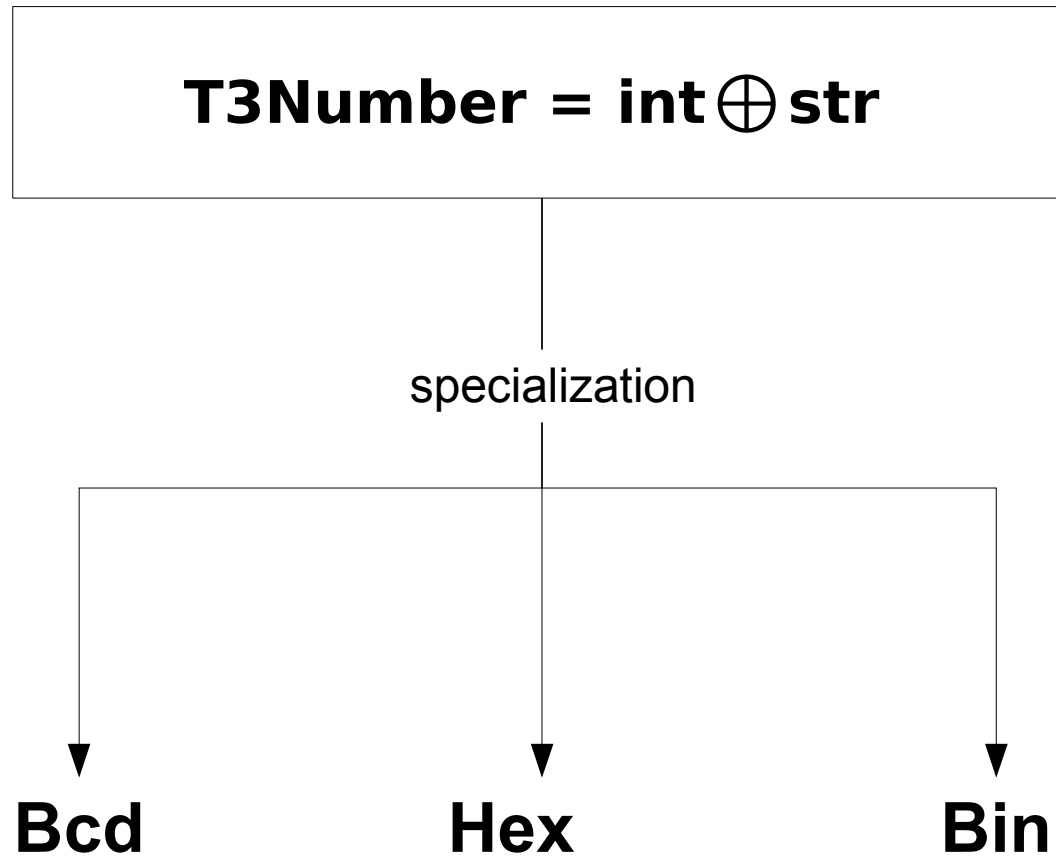 T3Number = int ⊕ str
specialization
Bcd Hex Bin